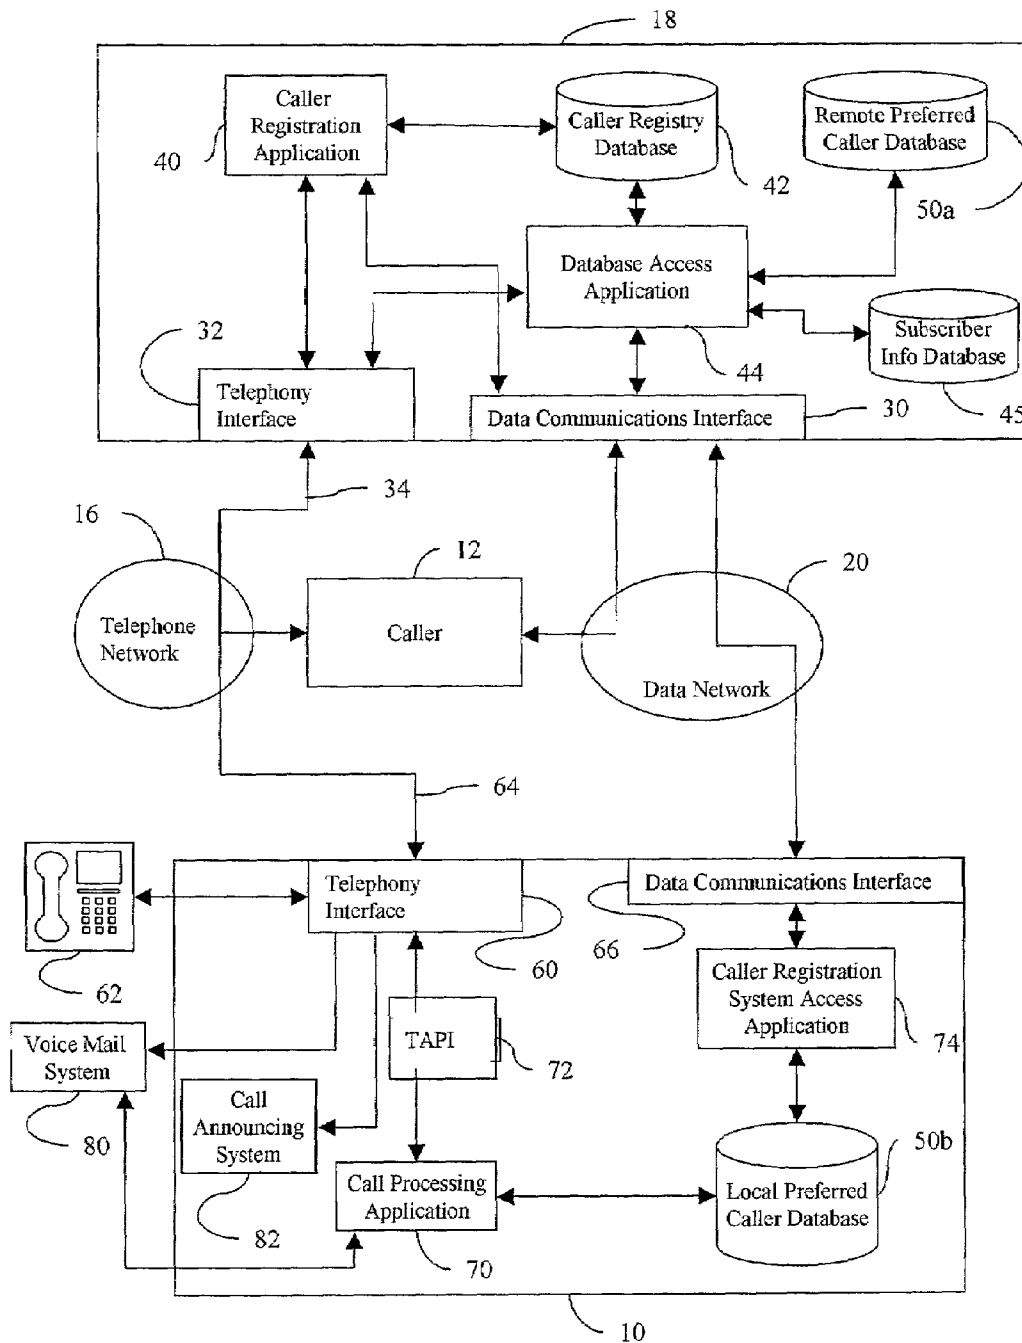 18
Caller
Registration
Application
40
Caller Registry
Database
42
Remote Preferred
Caller Database
50a
Database Access
Application
44
Subscriber
Info Database
45
32
Telephony
Interface
Data Communications Interface
30
34
16
Telephone
Network
12
Caller
20
Data Network
64
62
Telephony
Interface
60
Data Communications Interface
66
Caller Registration
System Access
Application
74
TAPI
72
Voice Mail
System
80
Call
Announcing
System
82
Call Processing
Application
70
50b
Local Preferred
Caller Database
10